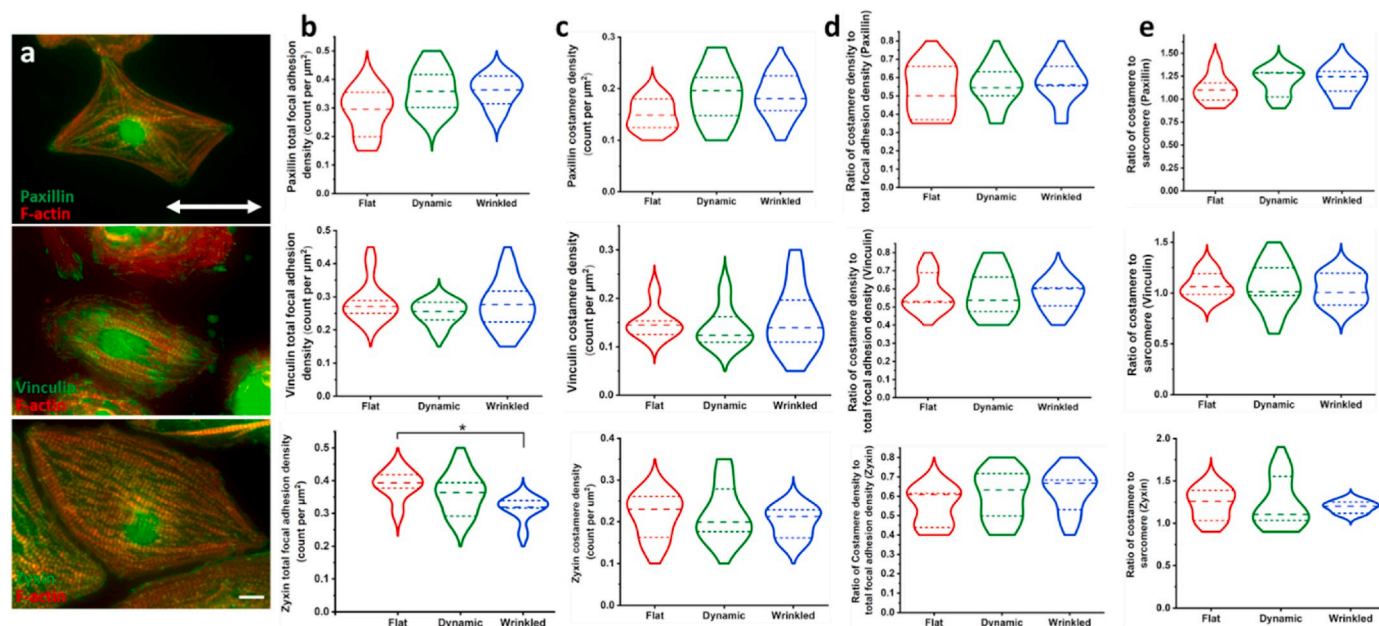 a
Paxillin
F-actin
Vinculin
F-actin
Zyxin
F-actin
b
Paxillin total focal adhesion
density (count per µm²)
0.5
0.4
0.3
0.2
0.1
0.0
Flat Dynamic Wrinkled
Vinculin total focal adhesion
density (count per µm²)
0.5
0.4
0.3
0.2
0.1
0.0
Flat Dynamic Wrinkled
Zyxin total focal adhesion density
(count per µm²)
0.5
0.4
0.3
0.2
0.1
0.0
*
Flat Dynamic Wrinkled
c
Paxillin costamere density
(count per µm²)
0.3
0.2
0.1
0.0
Flat Dynamic Wrinkled
Vinculin costamere density
(count per µm²)
0.3
0.2
0.1
0.0
Flat Dynamic Wrinkled
Zyxin costamere density
(count per µm²)
0.4
0.3
0.2
0.1
0.0
Flat Dynamic Wrinkled
d
Ratio of costamere density to
total focal adhesion density (Paxillin)
0.8
0.7
0.6
0.5
0.4
0.3
0.2
0.1
0.0
Flat Dynamic Wrinkled
Ratio of costamere density to
total focal adhesion density (Vinculin)
0.8
0.7
0.6
0.5
0.4
0.3
0.2
0.1
0.0
Flat Dynamic Wrinkled
Ratio of Costamere density to
total focal adhesion density (Zyxin)
0.8
0.7
0.6
0.5
0.4
0.3
0.2
0.1
0.0
Flat Dynamic Wrinkled
e
Ratio of costamere to
sarcomere (Paxillin)
1.50
1.25
1.00
0.75
0.50
0.25
0.00
Flat Dynamic Wrinkled
Ratio of costamere to
sarcomere (Vinculin)
1.5
1.0
0.5
0.0
Flat Dynamic Wrinkled
Ratio of costamere to
sarcomere (Zyxin)
2.0
1.5
1.0
0.5
0.0
Flat Dynamic Wrinkled